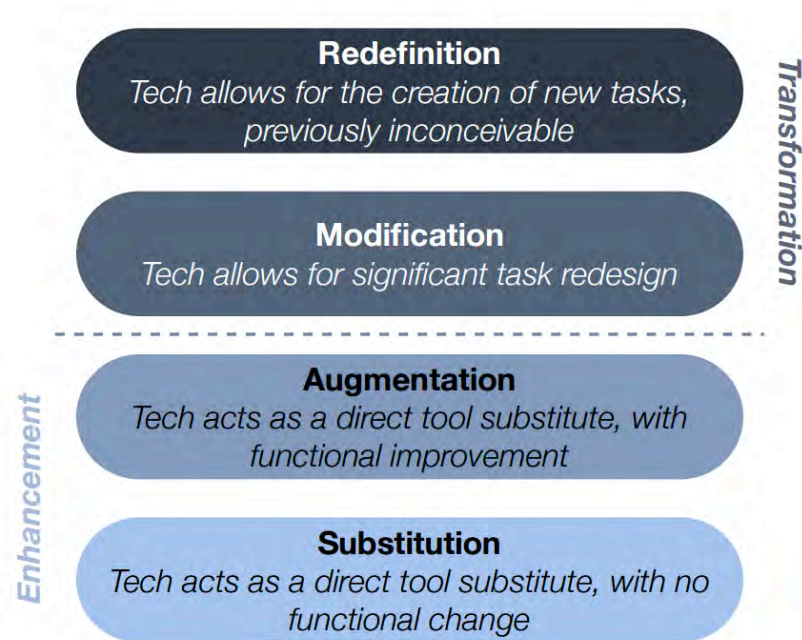 Redefinition
Tech allows for the creation of new tasks,
previously inconceivable
Transformation
Modification
Tech allows for significant task redesign
Augmentation
Tech acts as a direct tool substitute, with
functional improvement
Enhancement
Substitution
Tech acts as a direct tool substitute, with no
functional change